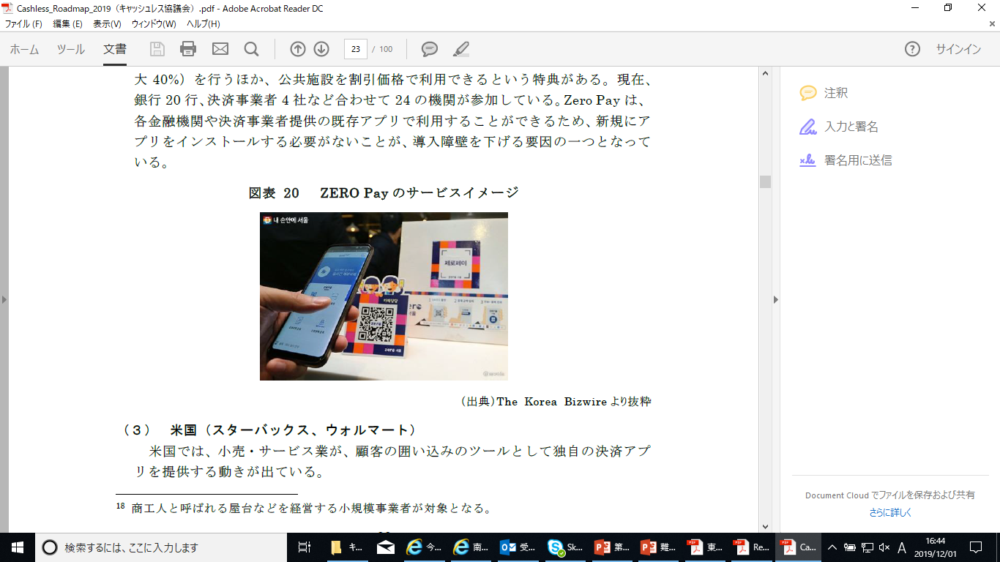 Cashless_Roadmap_2019（キャッシュレス協議会）.pdf - Adobe Acrobat Reader DC
ファイル(F) 編集(E) 表示(V) ウィンドウ(W) ヘルプ(H)
ホーム ツール 文書 23 / 100 サインイン
大 40%）を行うほか、公共施設を割引価格で利用できるという特典がある。現在、
銀行 20 行、決済事業者 4 社など合わせて 24 の機関が参加している。Zero Pay は、
各金融機関や決済事業者提供の既存アプリで利用することができるため、新規にア
プリをインストールする必要がないことが、導入障壁を下げる要因の一つとなって
いる。
図表 20 ZERO Pay のサービスイメージ
내 손안에 서울
제로페이
카페당당
zero
zero 서울
（出典）The Korea Bizwire より抜粋
（３） 米国（スターバックス、ウォルマート）
米国では、小売・サービス業が、顧客の囲い込みのツールとして独自の決済アプ
リを提供する動きが出ている。
18 商工人と呼ばれる屋台などを経営する小規模事業者が対象となる。
注釈
入力と署名
署名用に送信
Document Cloud でファイルを保存および共有
さらに詳しく
検索するには、ここに入力します
キ... 今... 南... 受... Sk... 第... 難... 東... Re... Ca...
A
16:44
2019/12/01